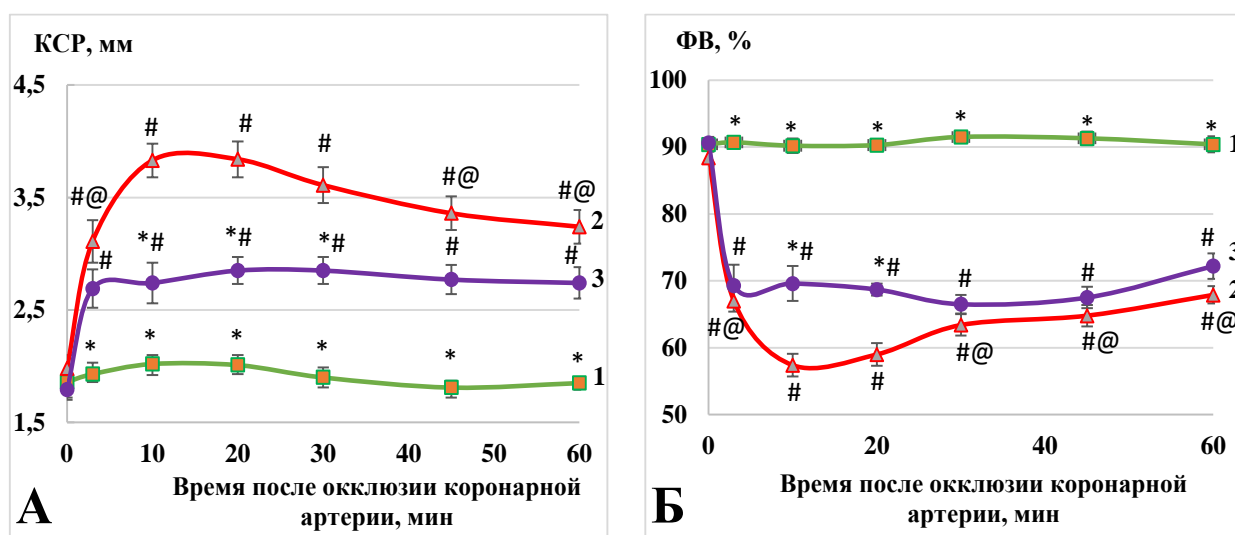 КСР, мм
4,5
3,5
2,5
1,5
# # # #@ #@
#@
# *# *# *# # #
* * * * * *
2
3
1
0 10 20 30 40 50 60
Время после окклюзии коронарной
артерии, мин
А
ФВ, %
100
90
80
70
60
50
* * * * * *
1
# *# *# # # #
3
2
#@ # # #@ #@ #@
0 20 40 60
Время после окклюзии коронарной
артерии, мин
Б